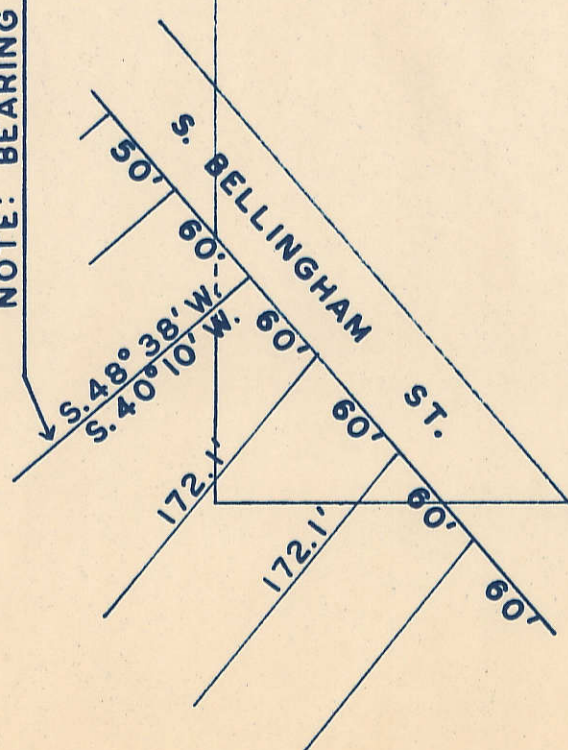 NOTE: BEARING
S. BELLINGHAM ST.
50'
60'
S. 48° 38' W.
S. 40° 10' W.
60'
60'
60'
60'
172.1'
172.1'